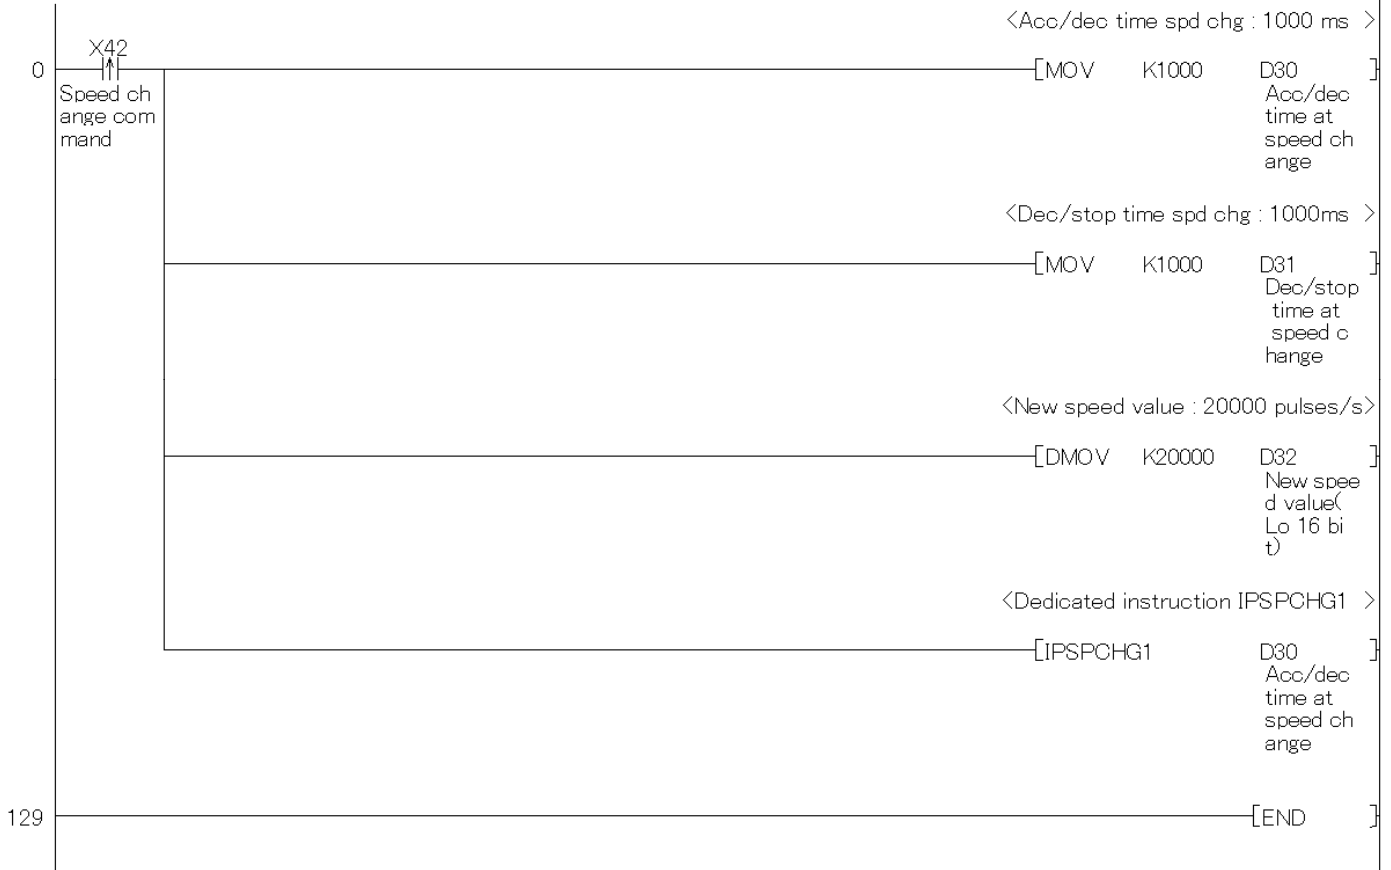 <Acc/dec time spd chg : 1000 ms >
X42
0 [MOV K1000 D30 ]
Speed ch
ange com
mand
Acc/dec
time at
speed ch
ange
<Dec/stop time spd chg : 1000ms >
[MOV K1000 D31 ]
Dec/stop
time at
speed c
hange
<New speed value : 20000 pulses/s>
[DMOV K20000 D32 ]
New spee
d value(
Lo 16 bi
t)
<Dedicated instruction IPSPCHG1 >
[IPSPCHG1 D30 ]
Acc/dec
time at
speed ch
ange
129 [END ]